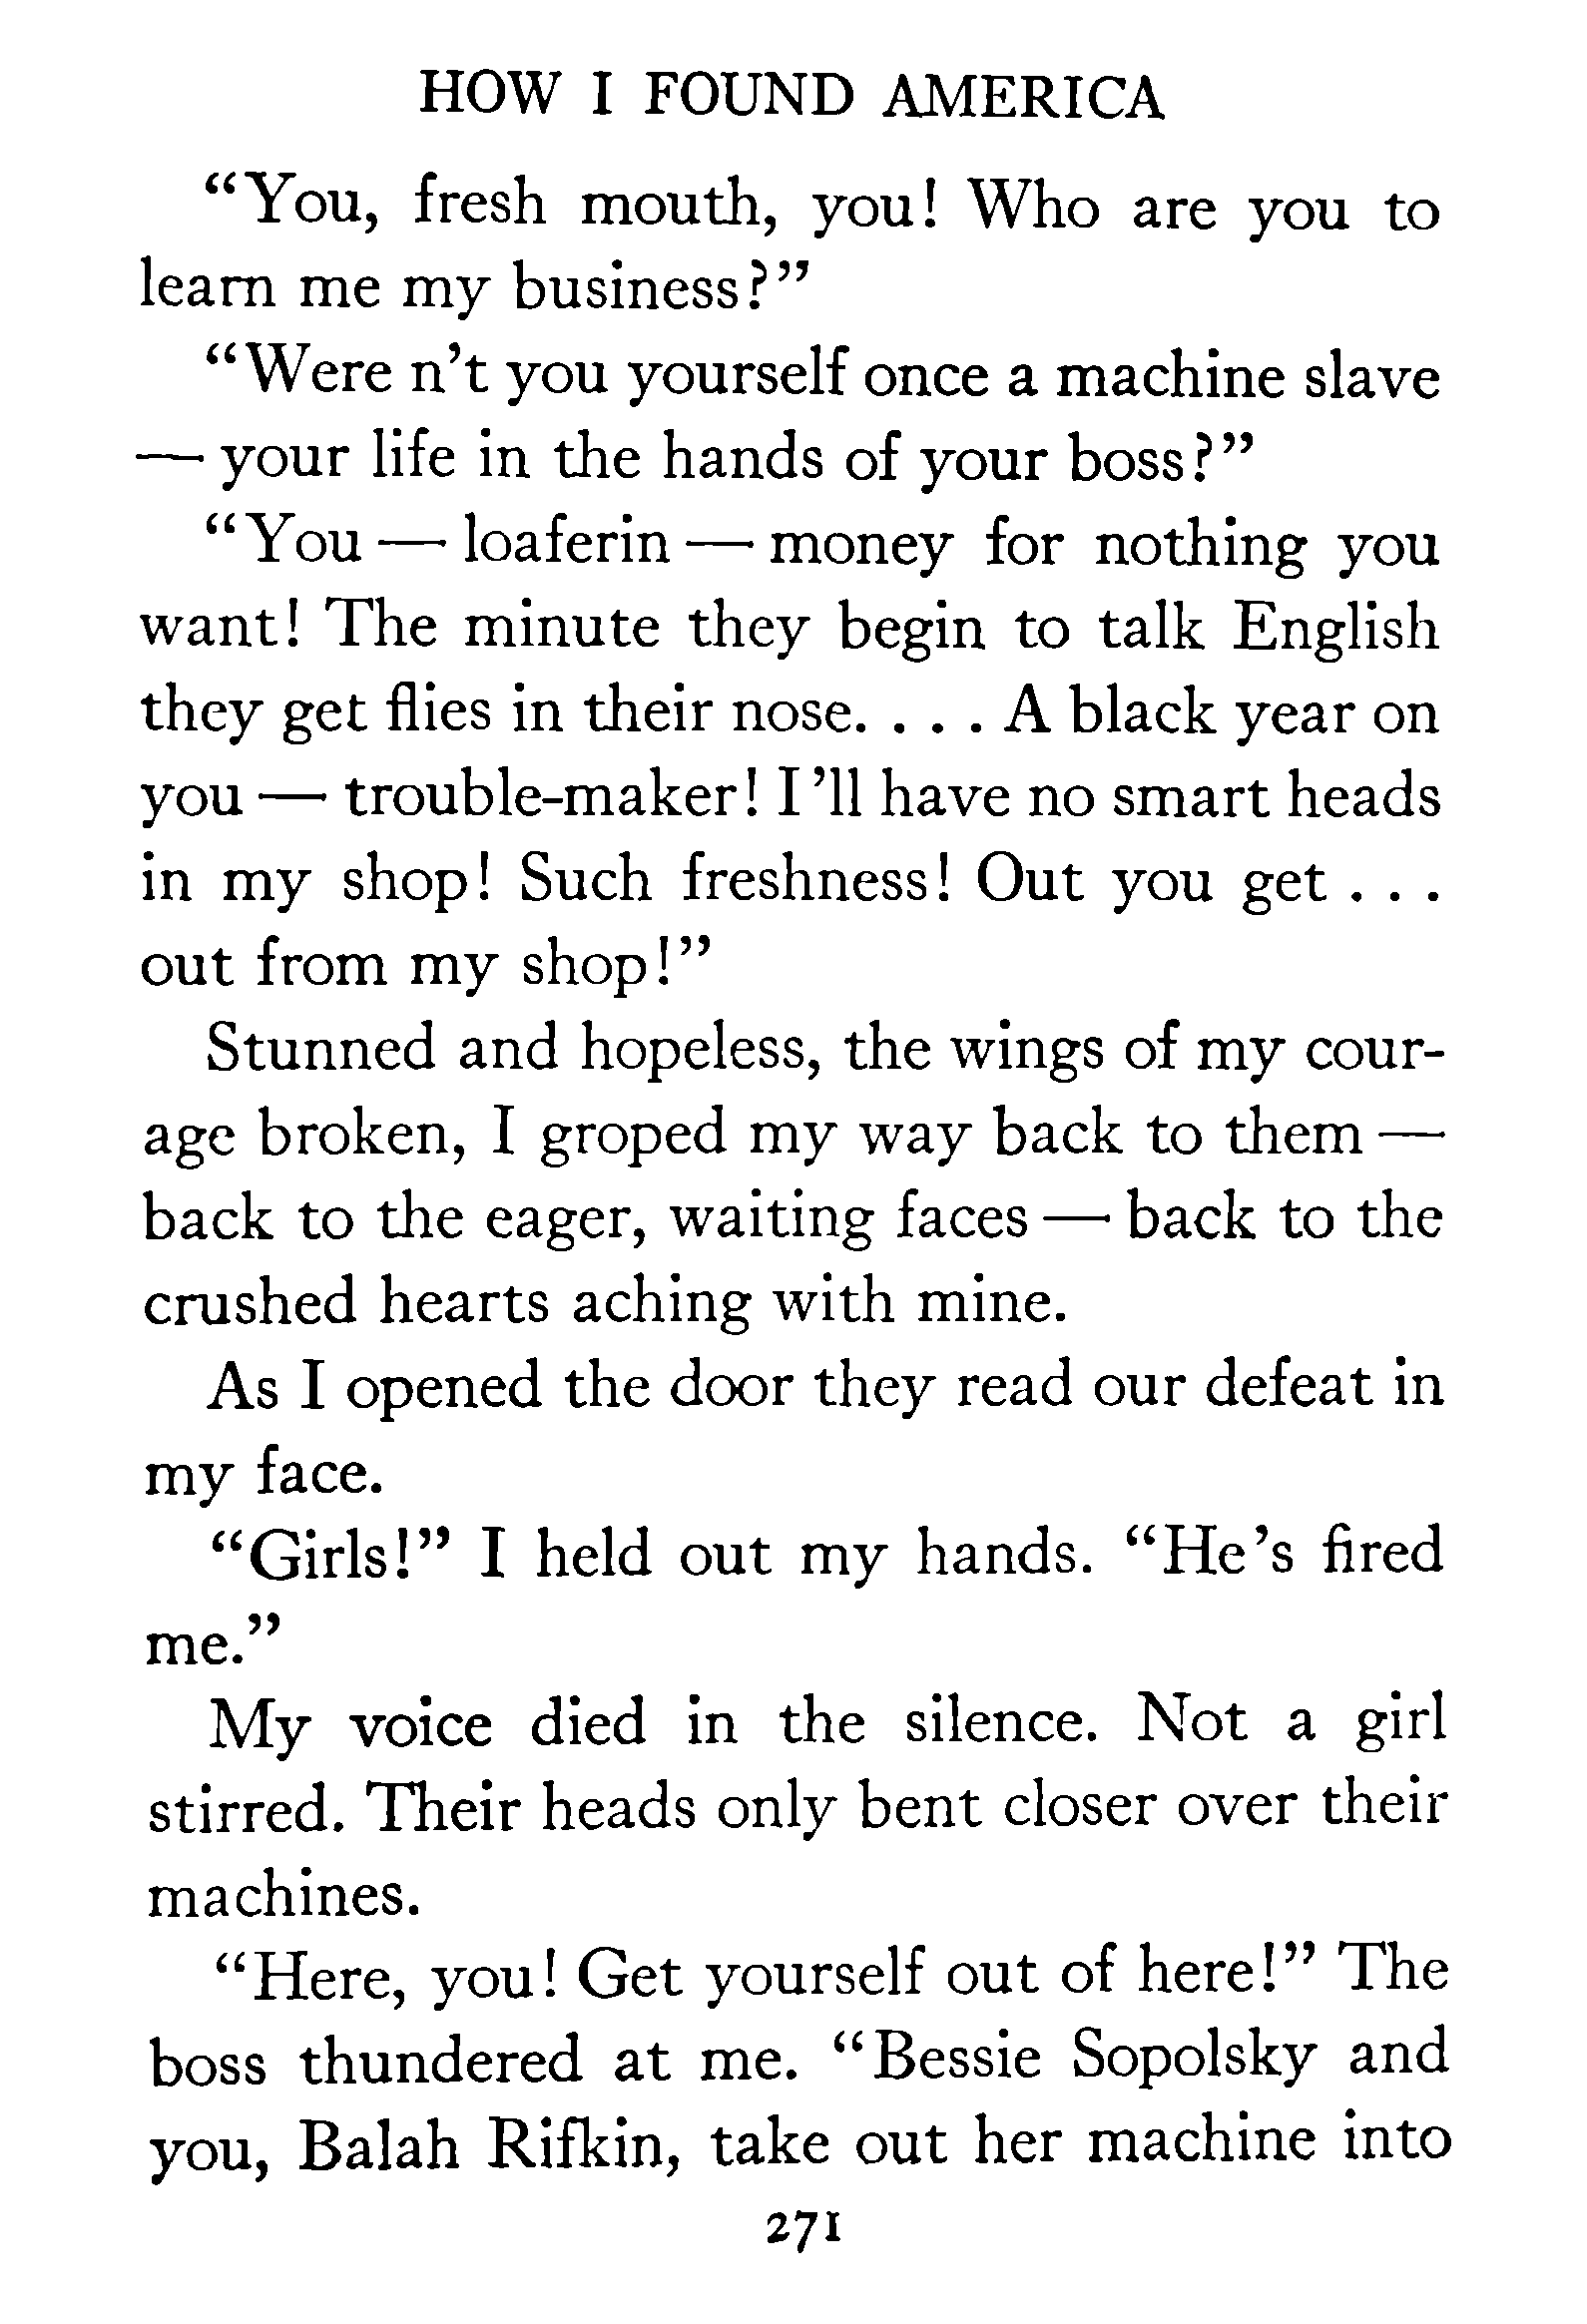 HOW I FOUND AMERICA
“You, fresh mouth, you! Who are you to
learn me my business?”
“Were n’t you yourself once a machine slave
— your life in the hands of your boss?”
“You — loaferin — money for nothing you
want! The minute they begin to talk English
they get flies in their nose. . . . A black year on
you — trouble-maker! I ’ll have no smart heads
in my shop! Such freshness! Out you get . . .
out from my shop!”
Stunned and hopeless, the wings of my cour-
age broken, I groped my way back to them —
back to the eager, waiting faces — back to the
crushed hearts aching with mine.
As I opened the door they read our defeat in
my face.
“Girls!” I held out my hands. “He’s fired
me.”
My voice died in the silence. Not a girl
stirred. Their heads only bent closer over their
machines.
“Here, you! Get yourself out of here!” The
boss thundered at me. “Bessie Sopolsky and
you, Balah Rifkin, take out her machine into
271